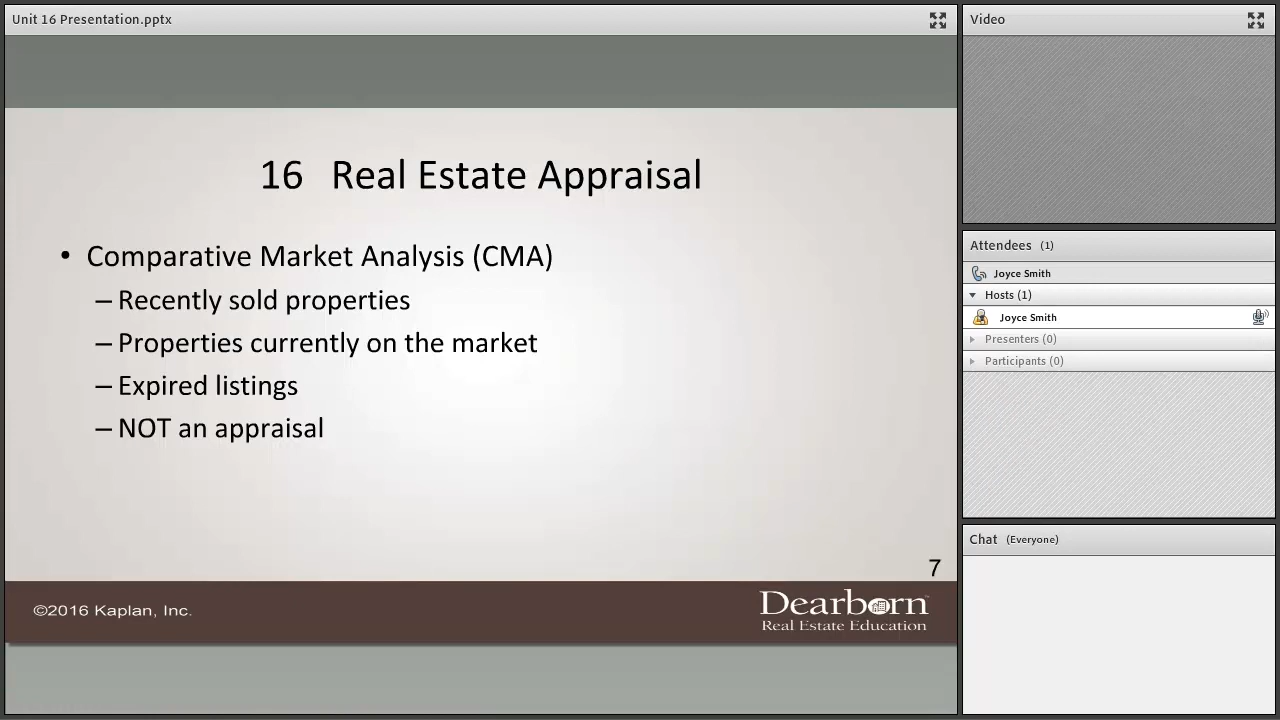 Unit 16 Presentation.pptx
16 Real Estate Appraisal
• Comparative Market Analysis (CMA)
– Recently sold properties
– Properties currently on the market
– Expired listings
– NOT an appraisal
7
©2016 Kaplan, Inc.
Dearborn
Real Estate Education
Video
Attendees (1)
Joyce Smith
Hosts (1)
Joyce Smith
Presenters (0)
Participants (0)
Chat (Everyone)